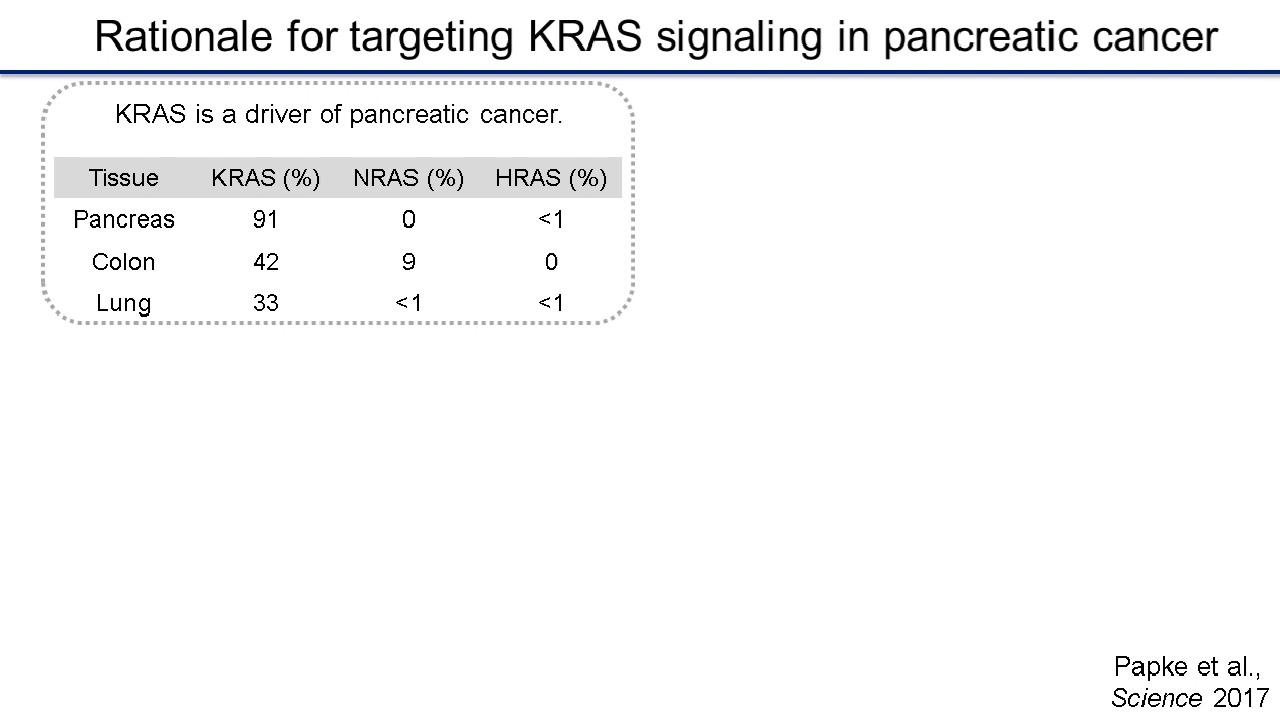 Rationale for targeting KRAS signaling in pancreatic cancer
KRAS is a driver of pancreatic cancer.
Tissue KRAS (%) NRAS (%) HRAS (%)
Pancreas 91 0 <1
Colon 42 9 0
Lung 33 <1 <1
Papke et al.,
Science 2017